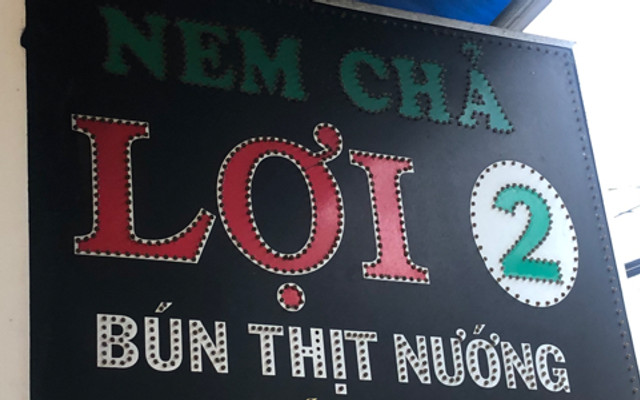 NEM CHẢ
LỢI 2
BÚN THỊT NƯỚNG